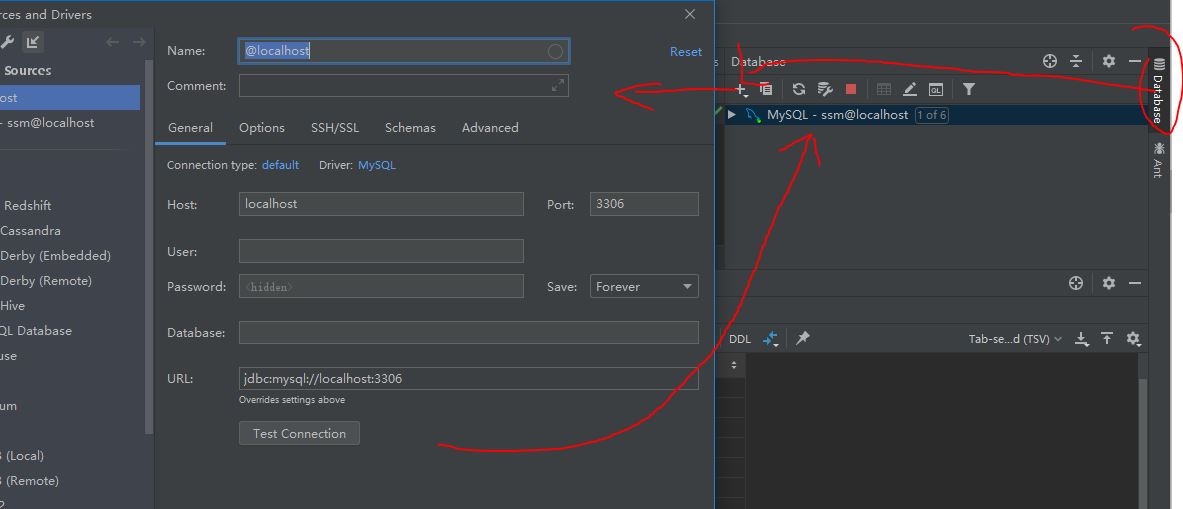 rces and Drivers
Sources
ost
- ssm@localhost
Redshift
Cassandra
Derby (Embedded)
Derby (Remote)
Hive
QL Database
use
um
(Local)
(Remote)
Name: @localhost
Reset
Comment:
General Options SSH/SSL Schemas Advanced
Connection type: default Driver: MySQL
Host: localhost Port: 3306
User:
Password: <hidden> Save: Forever
Database:
URL: jdbc:mysql://localhost:3306
Overrides settings above
Test Connection
s Database
QL
MySQL - ssm@localhost 1 of 6
Database
Ant
DDL Tab-se...d (TSV)